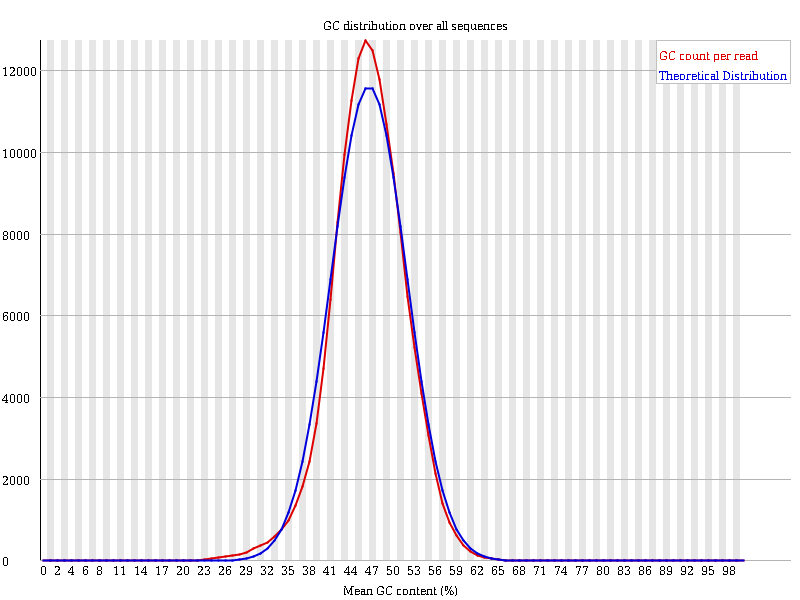 GC distribution over all sequences
GC count per read
Theoretical Distribution
12000
10000
8000
6000
4000
2000
0
0 2 4 6 8 11 14 17 20 23 26 29 32 35 38 41 44 47 50 53 56 59 62 65 68 71 74 77 80 83 86 89 92 95 98
Mean GC content (%)